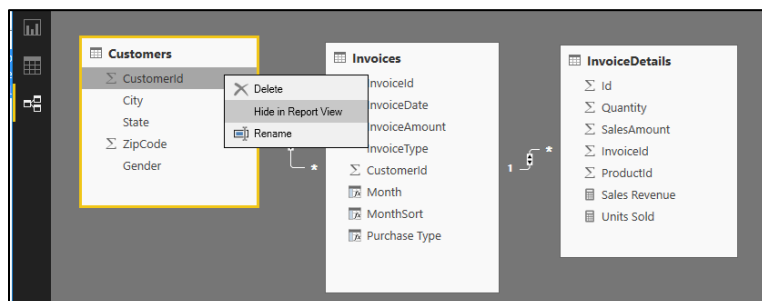 Customers
CustomerId
City
State
ZipCode
Gender
Delete
Hide in Report View
Rename
Invoices
InvoiceId
InvoiceDate
InvoiceAmount
InvoiceType
CustomerId
Month
MonthSort
Purchase Type
*
1
*
InvoiceDetails
Id
Quantity
SalesAmount
InvoiceId
ProductId
Sales Revenue
Units Sold